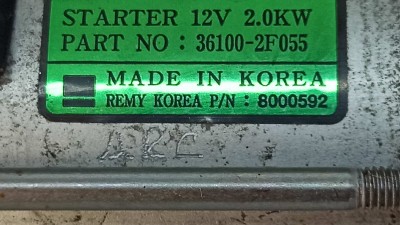 STARTER 12V 2.0KW
PART NO : 36100-2F055
MADE IN KOREA
REMY KOREA P/N : 8000592